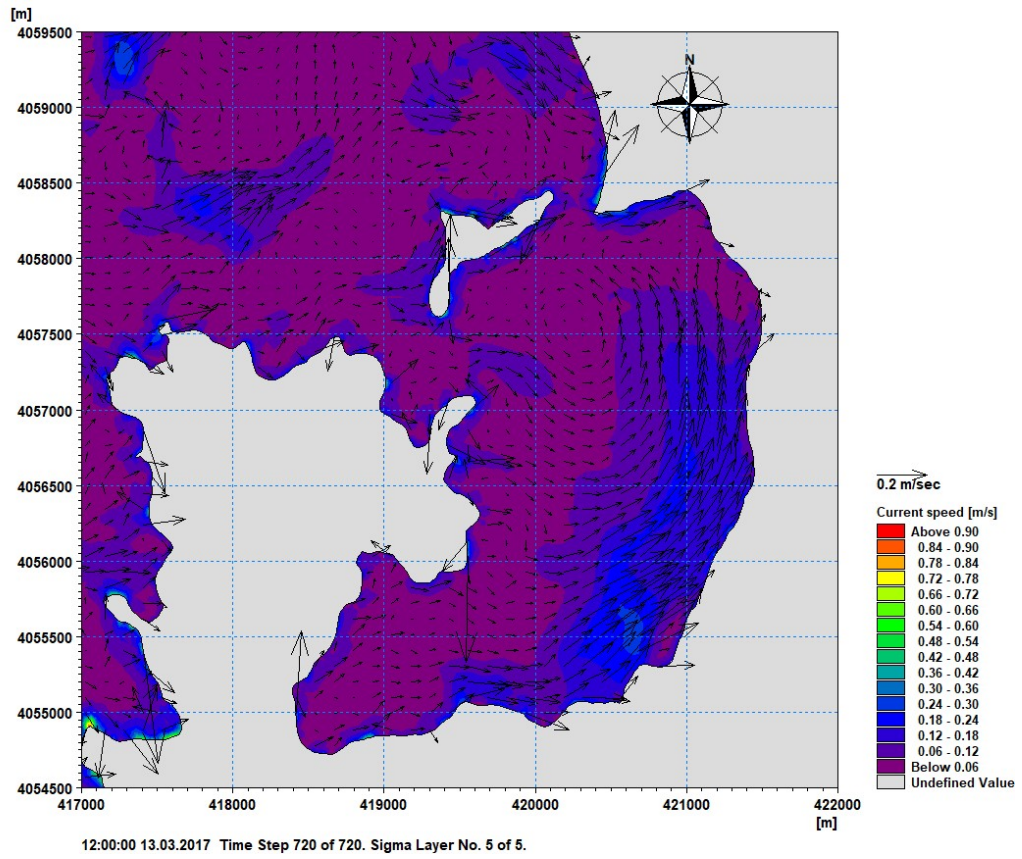 [m]
4059500
4059000
4058500
4058000
4057500
4057000
4056500
4056000
4055500
4055000
4054500
417000 418000 419000 420000 421000 422000
[m]
N
0.2 m/sec
Current speed [m/s]
Above 0.90
0.84 - 0.90
0.78 - 0.84
0.72 - 0.78
0.66 - 0.72
0.60 - 0.66
0.54 - 0.60
0.48 - 0.54
0.42 - 0.48
0.36 - 0.42
0.30 - 0.36
0.24 - 0.30
0.18 - 0.24
0.12 - 0.18
0.06 - 0.12
Below 0.06
Undefined Value
12:00:00 13.03.2017 Time Step 720 of 720. Sigma Layer No. 5 of 5.